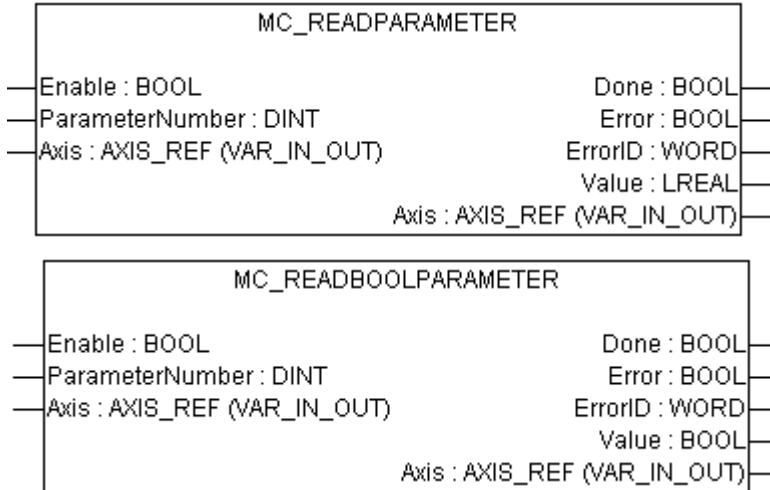 MC_READPARAMETER
Enable : BOOL Done : BOOL
ParameterNumber : DINT Error : BOOL
Axis : AXIS_REF (VAR_IN_OUT) ErrorID : WORD
Value : LREAL
Axis : AXIS_REF (VAR_IN_OUT)
MC_READBOOLPARAMETER
Enable : BOOL Done : BOOL
ParameterNumber : DINT Error : BOOL
Axis : AXIS_REF (VAR_IN_OUT) ErrorID : WORD
Value : BOOL
Axis : AXIS_REF (VAR_IN_OUT)